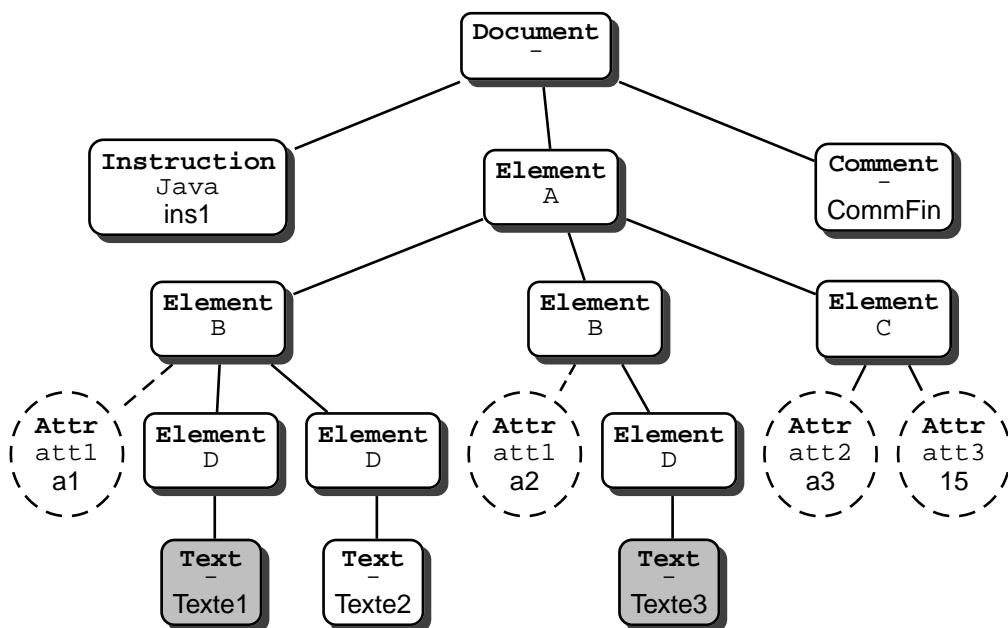 Document
-
Instruction
Java
ins1
Element
A
Comment
-
CommFin
Element
B
Element
B
Element
C
Attr
att1
a1
Element
D
Element
D
Attr
att1
a2
Element
D
Attr
att2
a3
Attr
att3
15
Text
-
Texte1
Text
-
Texte2
Text
-
Texte3